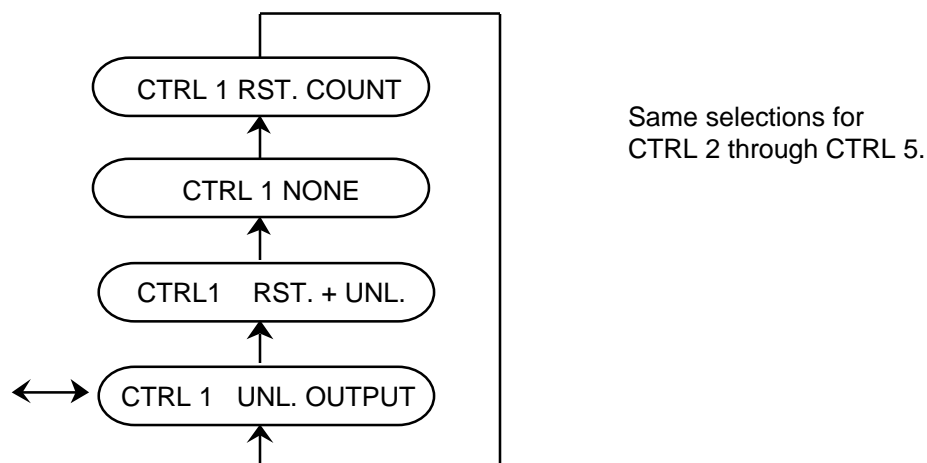 CTRL 1 RST. COUNT
Same selections for
CTRL 2 through CTRL 5.
CTRL 1 NONE
CTRL1 RST. + UNL.
CTRL 1 UNL. OUTPUT